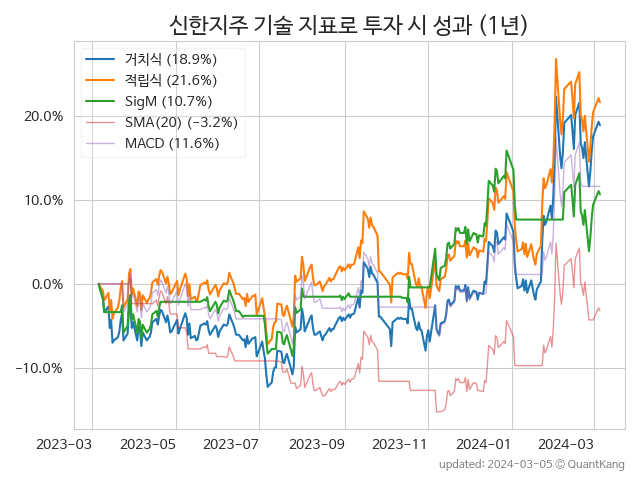 신한지주 기술 지표로 투자 시 성과 (1년)
거치식 (18.9%)
적립식 (21.6%)
SigM (10.7%)
SMA(20) (−3.2%)
MACD (11.6%)
20.0%
10.0%
0.0%
−10.0%
2023−03 2023−05 2023−07 2023−09 2023−11 2024−01 2024−03
updated: 2024−03−05 ⓒ QuantKang